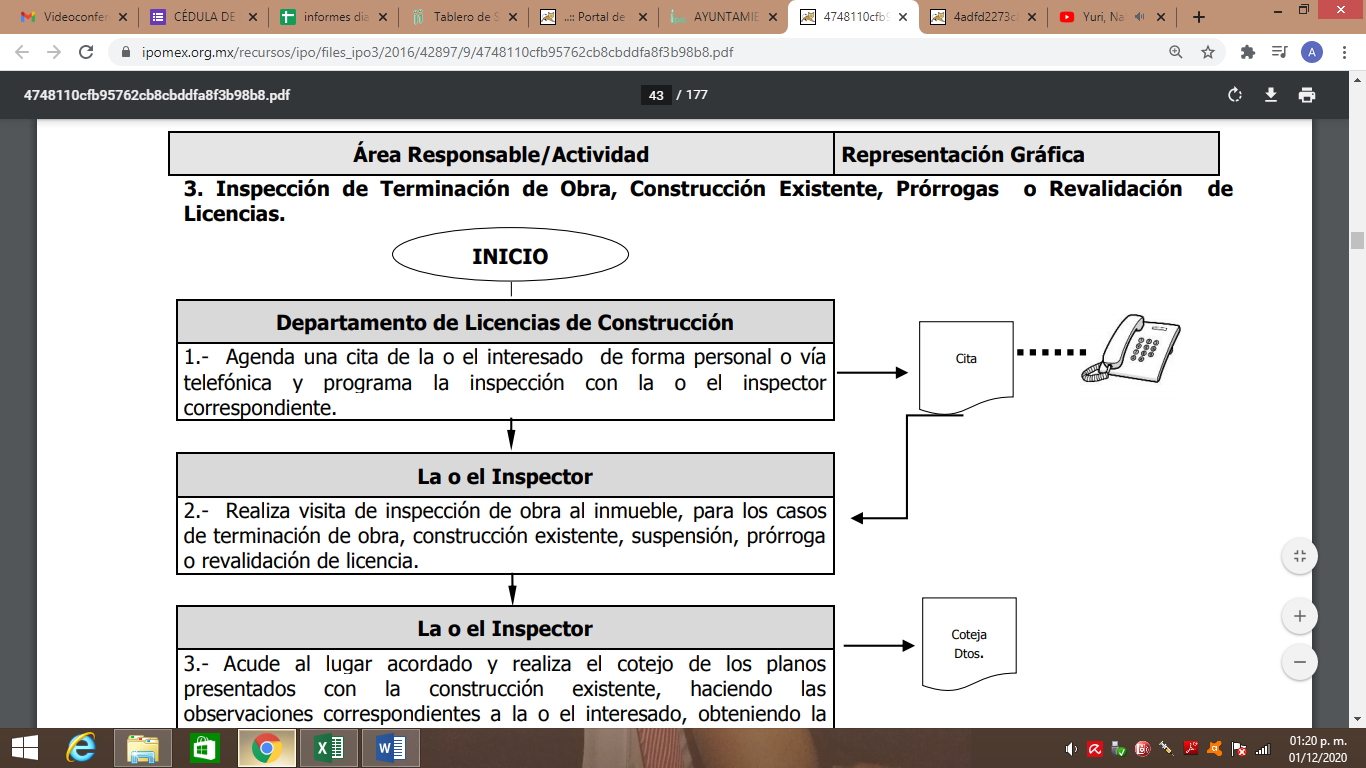 Videoconfer
CÉDULA DE
informes dia
Tablero de S
..:: Portal de
AYUNTAMIE
4748110cfb9
4adfd2273c
Yuri, Na
ipomex.org.mx/recursos/ipo/files_ipo3/2016/42897/9/4748110cfb95762cb8cbddfa8f3b98b8.pdf
A
4748110cfb95762cb8cbddfa8f3b98b8.pdf
43 / 177
Área Responsable/Actividad
Representación Gráfica
3. Inspección de Terminación de Obra, Construcción Existente, Prórrogas o Revalidación de
Licencias.
INICIO
Departamento de Licencias de Construcción
1.- Agenda una cita de la o el interesado de forma personal o vía
telefónica y programa la inspección con la o el inspector
correspondiente.
Cita
La o el Inspector
2.- Realiza visita de inspección de obra al inmueble, para los casos
de terminación de obra, construcción existente, suspensión, prórroga
o revalidación de licencia.
La o el Inspector
3.- Acude al lugar acordado y realiza el cotejo de los planos
presentados con la construcción existente, haciendo las
observaciones correspondientes a la o el interesado, obteniendo la
Coteja
Dtos.
01:20 p. m.
01/12/2020